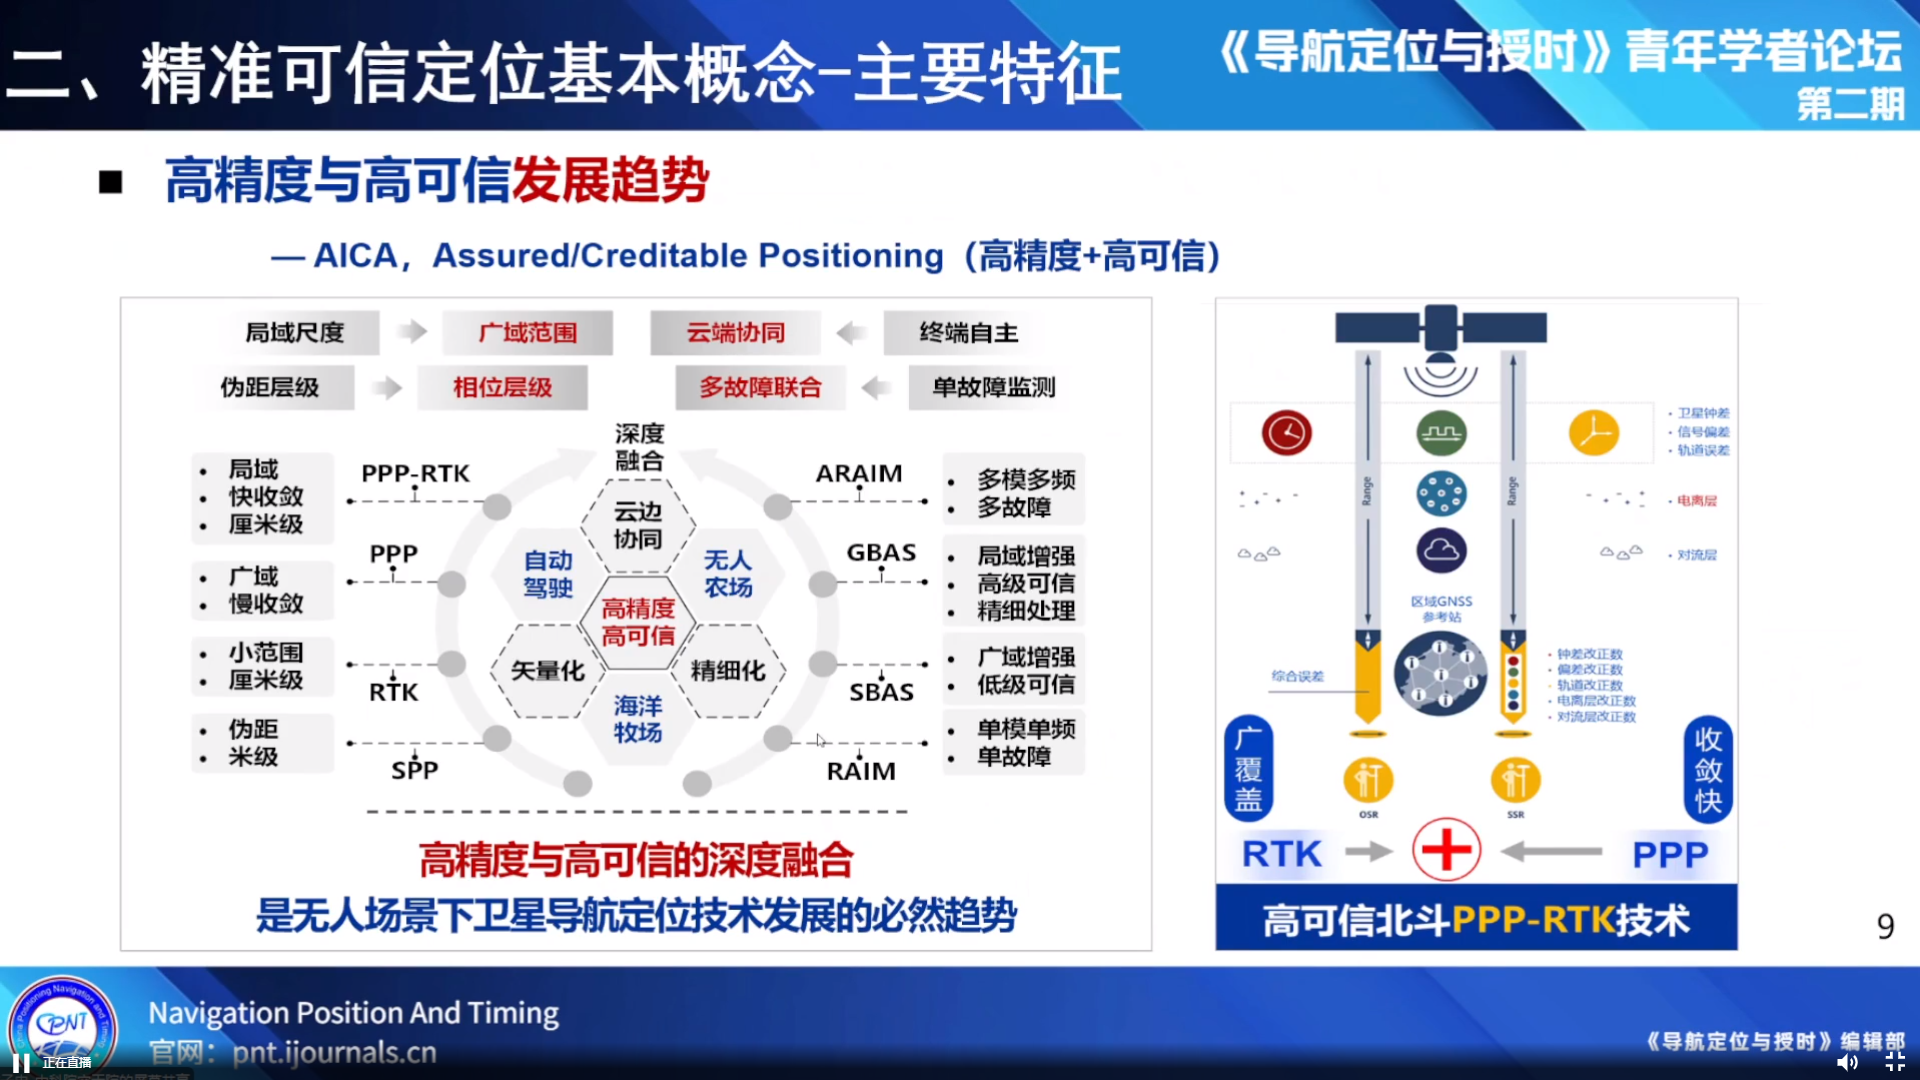 二、精准可信定位基本概念-主要特征
《导航定位与授时》青年学者论坛
第二期
■ 高精度与高可信发展趋势
— AICA，Assured/Creditable Positioning（高精度+高可信）
局域尺度
广域范围
云端协同
终端自主
伪距层级
相位层级
多故障联合
单故障监测
深度
融合
• 局域
• 快收敛
• 厘米级
PPP-RTK
• 广域
• 慢收敛
PPP
• 小范围
• 厘米级
RTK
• 伪距
• 米级
SPP
云边
协同
自动
驾驶
无人
农场
高精度
高可信
矢量化
精细化
海洋
牧场
ARAIM
• 多模多频
• 多故障
GBAS
• 局域增强
• 高级可信
• 精细处理
SBAS
• 广域增强
• 低级可信
RAIM
• 单模单频
• 单故障
高精度与高可信的深度融合
是无人场景下卫星导航定位技术发展的必然趋势
Range
Range
• 卫星钟差
• 信号偏差
• 轨道误差
• 电离层
• 对流层
区域GNSS
参考站
综合误差
• 钟差改正数
• 偏差改正数
• 轨道改正数
• 电离层改正数
• 对流层改正数
广覆盖
收敛快
OSR
SSR
RTK
PPP
高可信北斗PPP-RTK技术
9
China Positioning Navigation and Timing
CPNT
Navigation Position And Timing
官网：pnt.ijournals.cn
《导航定位与授时》编辑部
正在直播